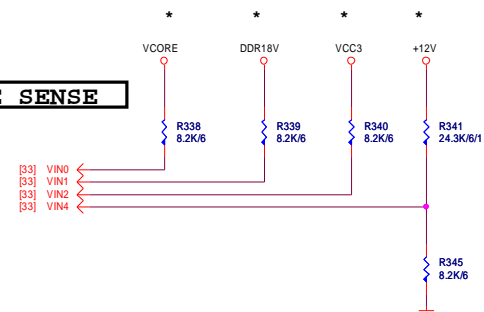 * * * *
VCORE DDR18V VCC3 +12V
SENSE
R338 R339 R340 R341
8.2K/6 8.2K/6 8.2K/6 24.3K/6/1
[33] VIN0
[33] VIN1
[33] VIN2
[33] VIN4
R345
8.2K/6